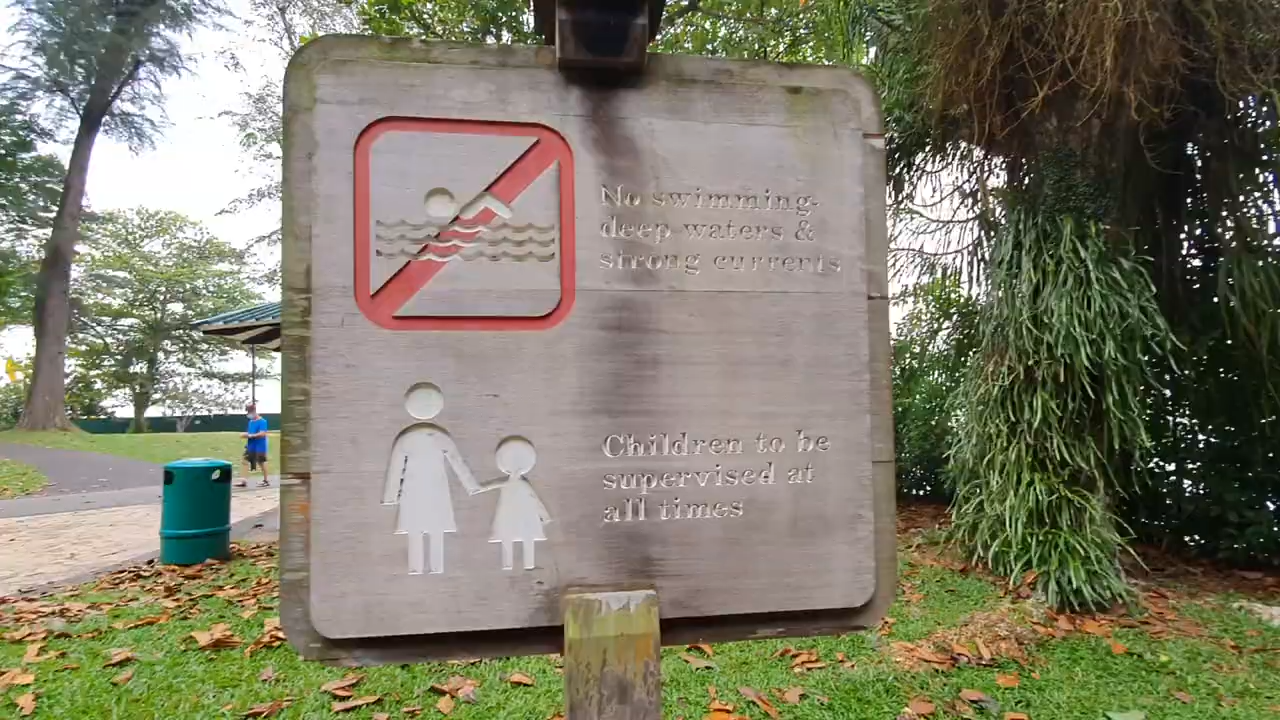 No swimming-
deep waters &
strong currents
Children to be
supervised at
all times